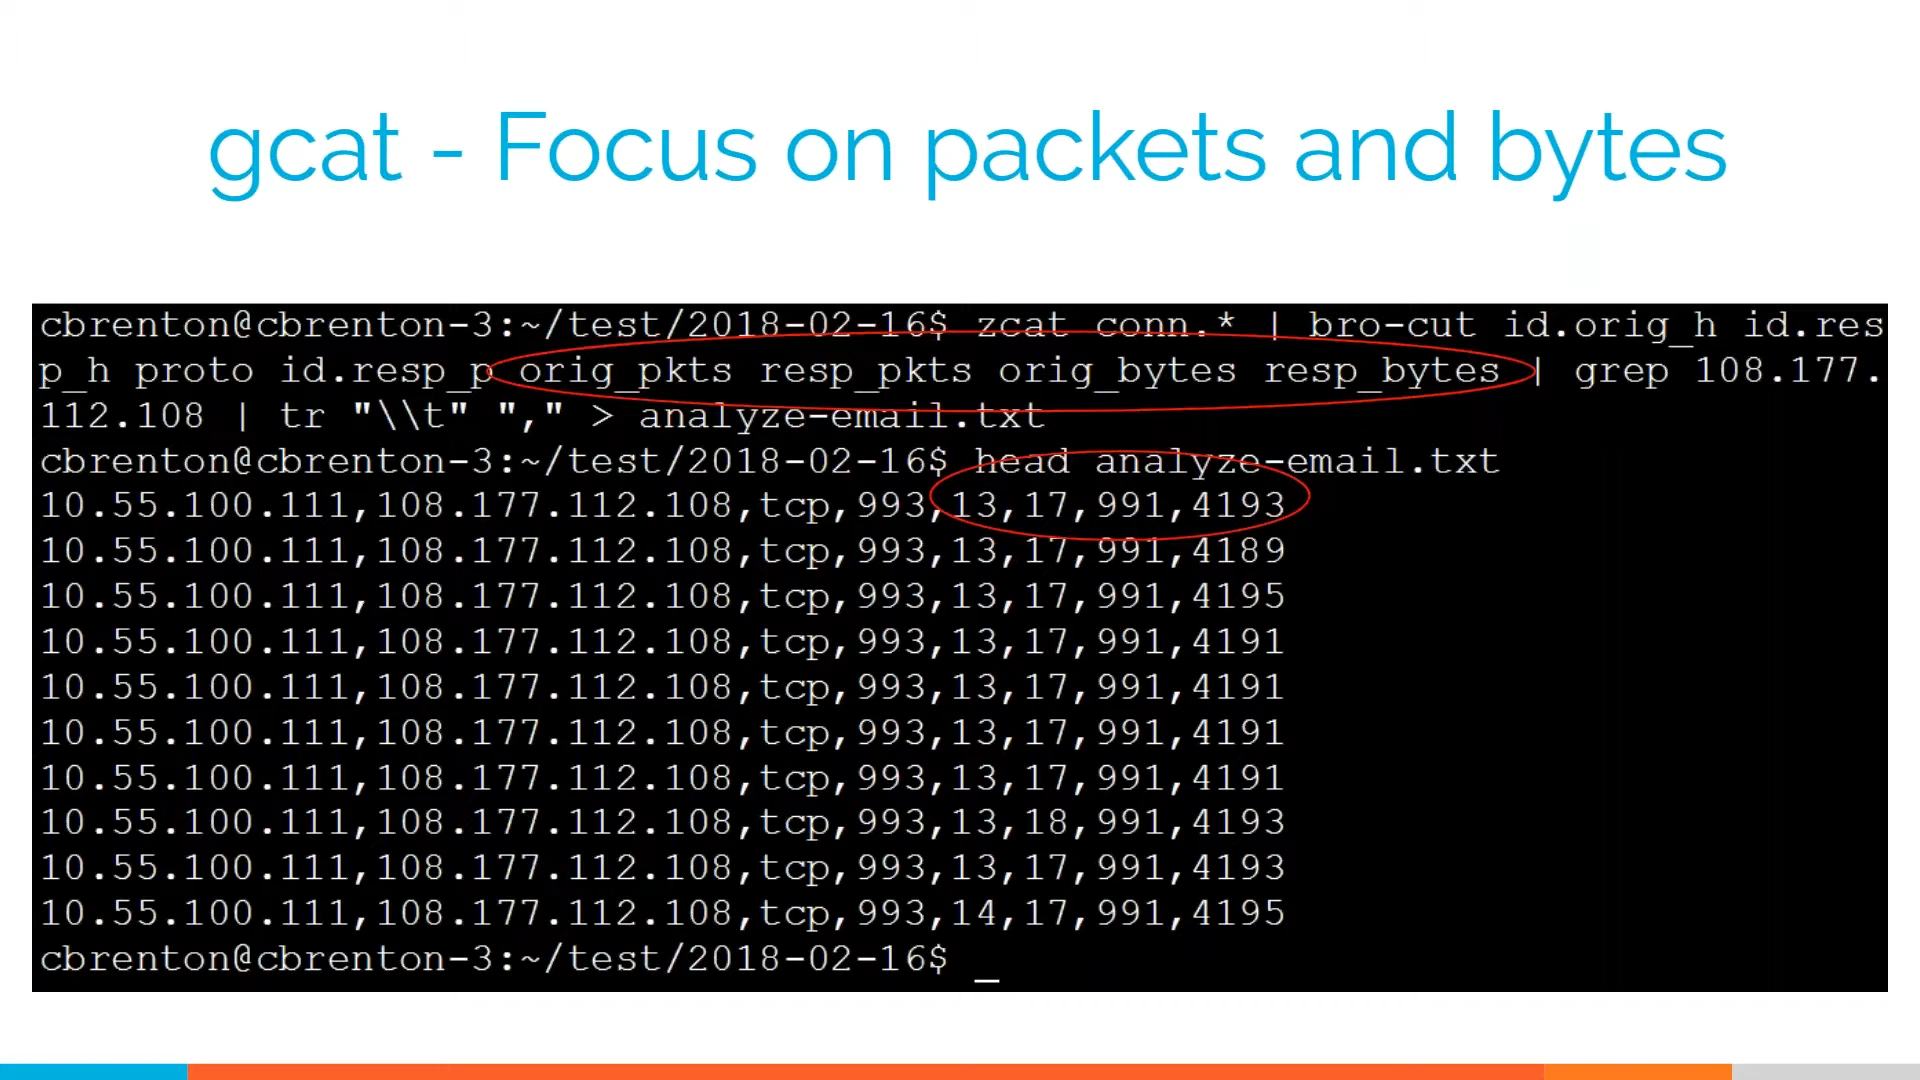 gcat - Focus on packets and bytes
cbrenton@cbrenton-3:~/test/2018-02-16$ zcat conn.* | bro-cut id.orig_h id.res
p_h proto id.resp_p orig_pkts resp_pkts orig_bytes resp_bytes | grep 108.177.
112.108 | tr "\\t" "," > analyze-email.txt
cbrenton@cbrenton-3:~/test/2018-02-16$ head analyze-email.txt
10.55.100.111,108.177.112.108,tcp,993,13,17,991,4193
10.55.100.111,108.177.112.108,tcp,993,13,17,991,4189
10.55.100.111,108.177.112.108,tcp,993,13,17,991,4195
10.55.100.111,108.177.112.108,tcp,993,13,17,991,4191
10.55.100.111,108.177.112.108,tcp,993,13,17,991,4191
10.55.100.111,108.177.112.108,tcp,993,13,17,991,4191
10.55.100.111,108.177.112.108,tcp,993,13,17,991,4191
10.55.100.111,108.177.112.108,tcp,993,13,18,991,4193
10.55.100.111,108.177.112.108,tcp,993,13,17,991,4193
10.55.100.111,108.177.112.108,tcp,993,14,17,991,4195
cbrenton@cbrenton-3:~/test/2018-02-16$ _